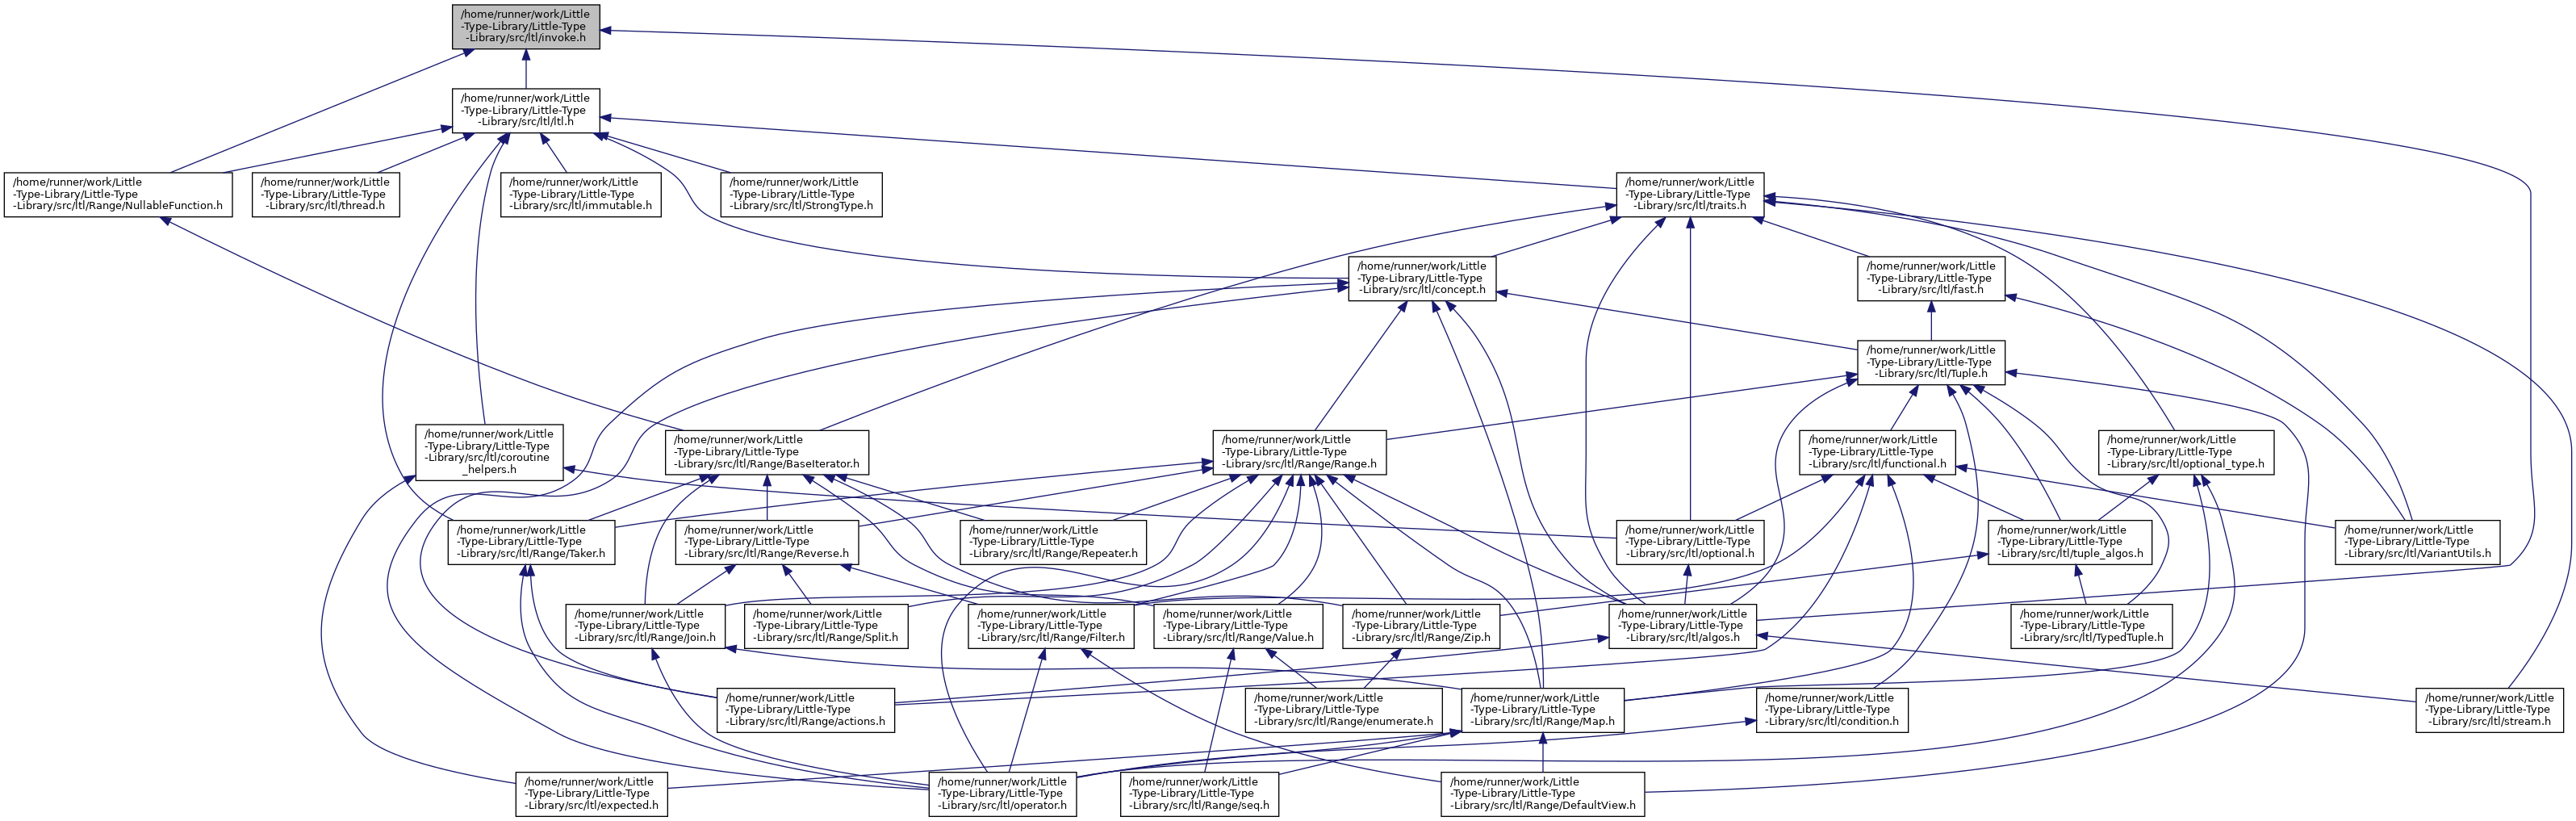 /home/runner/work/Little
-Type-Library/Little-Type
-Library/src/ltl/invoke.h
/home/runner/work/Little
-Type-Library/Little-Type
-Library/src/ltl/ltl.h
/home/runner/work/Little
-Type-Library/Little-Type
-Library/src/ltl/Range/NullableFunction.h
/home/runner/work/Little
-Type-Library/Little-Type
-Library/src/ltl/thread.h
/home/runner/work/Little
-Type-Library/Little-Type
-Library/src/ltl/immutable.h
/home/runner/work/Little
-Type-Library/Little-Type
-Library/src/ltl/StrongType.h
/home/runner/work/Little
-Type-Library/Little-Type
-Library/src/ltl/traits.h
/home/runner/work/Little
-Type-Library/Little-Type
-Library/src/ltl/concept.h
/home/runner/work/Little
-Type-Library/Little-Type
-Library/src/ltl/fast.h
/home/runner/work/Little
-Type-Library/Little-Type
-Library/src/ltl/Tuple.h
/home/runner/work/Little
-Type-Library/Little-Type
-Library/src/ltl/coroutine
_helpers.h
/home/runner/work/Little
-Type-Library/Little-Type
-Library/src/ltl/Range/BaseIterator.h
/home/runner/work/Little
-Type-Library/Little-Type
-Library/src/ltl/Range/Range.h
/home/runner/work/Little
-Type-Library/Little-Type
-Library/src/ltl/functional.h
/home/runner/work/Little
-Type-Library/Little-Type
-Library/src/ltl/optional_type.h
/home/runner/work/Little
-Type-Library/Little-Type
-Library/src/ltl/Range/Taker.h
/home/runner/work/Little
-Type-Library/Little-Type
-Library/src/ltl/Range/Reverse.h
/home/runner/work/Little
-Type-Library/Little-Type
-Library/src/ltl/Range/Repeater.h
/home/runner/work/Little
-Type-Library/Little-Type
-Library/src/ltl/optional.h
/home/runner/work/Little
-Type-Library/Little-Type
-Library/src/ltl/tuple_algos.h
/home/runner/work/Little
-Type-Library/Little-Type
-Library/src/ltl/VariantUtils.h
/home/runner/work/Little
-Type-Library/Little-Type
-Library/src/ltl/Range/Join.h
/home/runner/work/Little
-Type-Library/Little-Type
-Library/src/ltl/Range/Split.h
/home/runner/work/Little
-Type-Library/Little-Type
-Library/src/ltl/Range/Filter.h
/home/runner/work/Little
-Type-Library/Little-Type
-Library/src/ltl/Range/Value.h
/home/runner/work/Little
-Type-Library/Little-Type
-Library/src/ltl/Range/Zip.h
/home/runner/work/Little
-Type-Library/Little-Type
-Library/src/ltl/algos.h
/home/runner/work/Little
-Type-Library/Little-Type
-Library/src/ltl/TypedTuple.h
/home/runner/work/Little
-Type-Library/Little-Type
-Library/src/ltl/Range/actions.h
/home/runner/work/Little
-Type-Library/Little-Type
-Library/src/ltl/Range/enumerate.h
/home/runner/work/Little
-Type-Library/Little-Type
-Library/src/ltl/Range/Map.h
/home/runner/work/Little
-Type-Library/Little-Type
-Library/src/ltl/condition.h
/home/runner/work/Little
-Type-Library/Little-Type
-Library/src/ltl/stream.h
/home/runner/work/Little
-Type-Library/Little-Type
-Library/src/ltl/expected.h
/home/runner/work/Little
-Type-Library/Little-Type
-Library/src/ltl/operator.h
/home/runner/work/Little
-Type-Library/Little-Type
-Library/src/ltl/Range/seq.h
/home/runner/work/Little
-Type-Library/Little-Type
-Library/src/ltl/Range/DefaultView.h